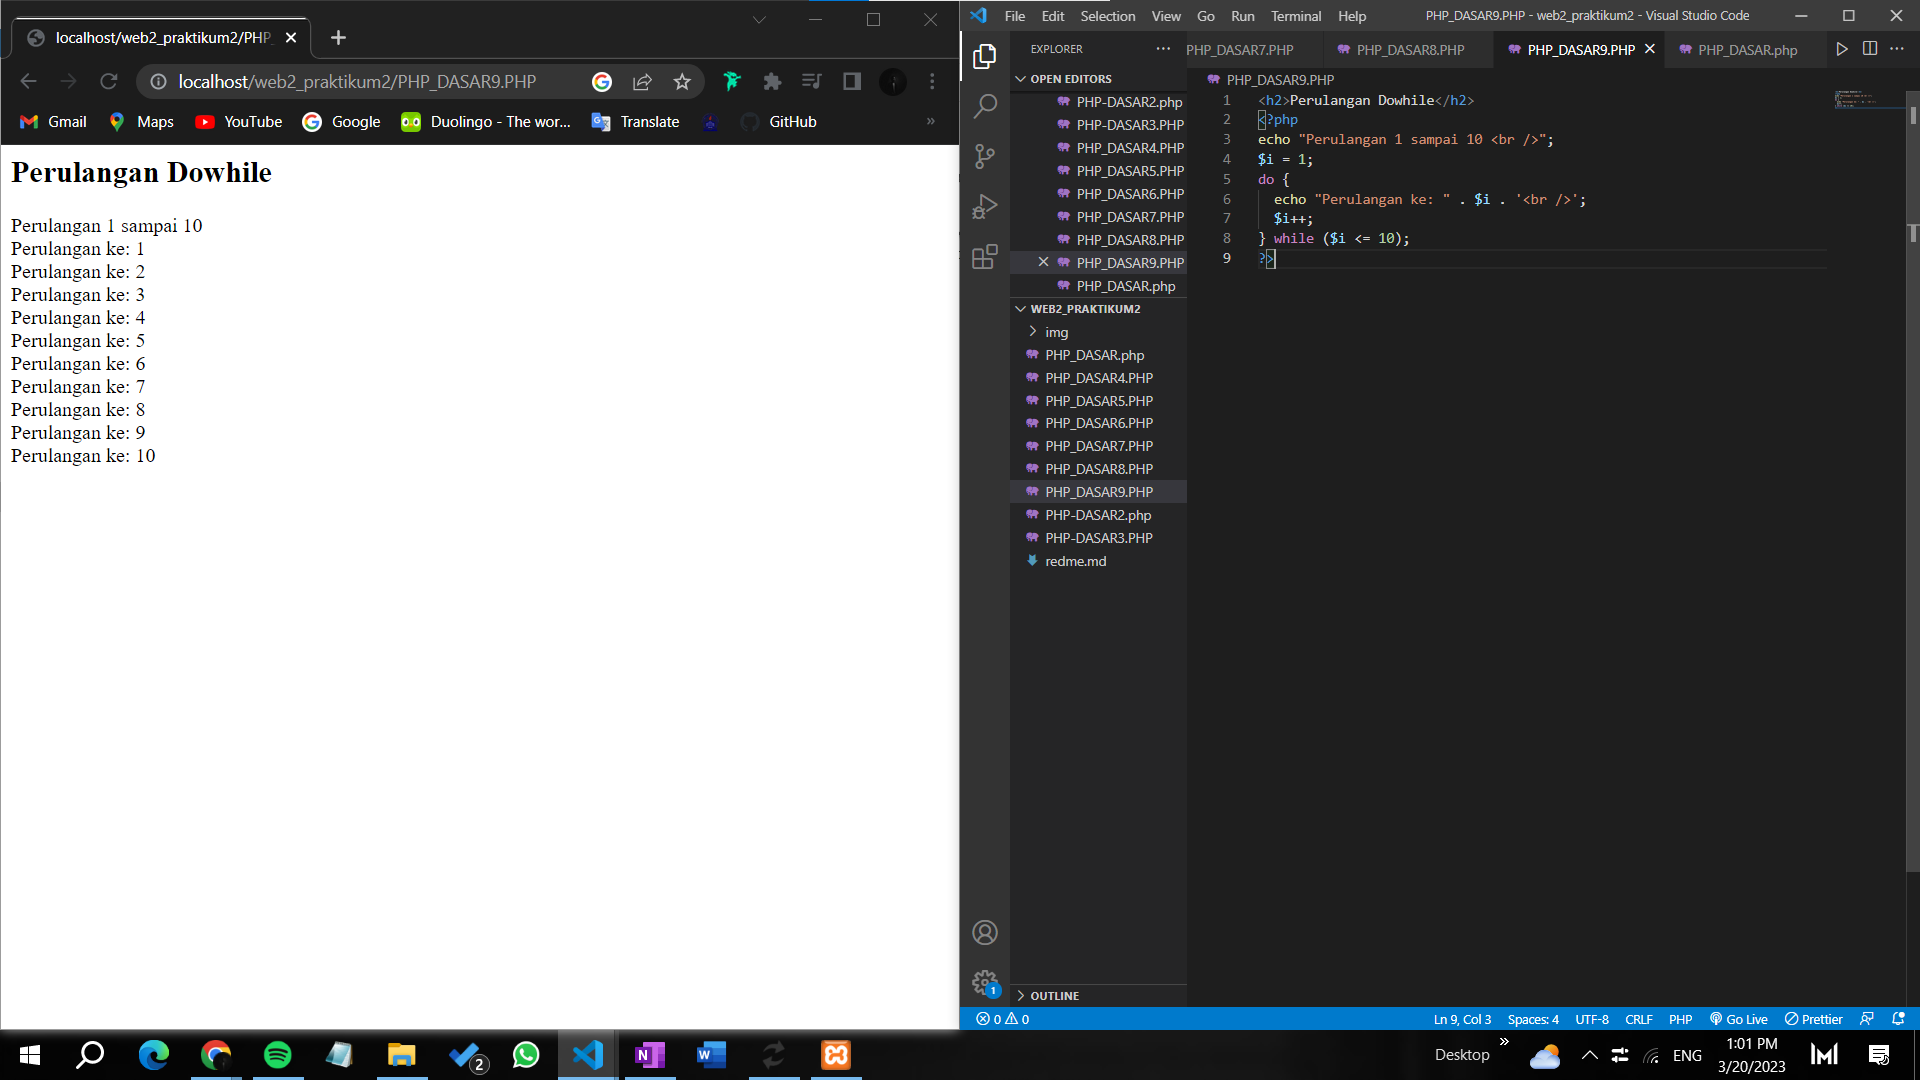 localhost/web2_praktikum2/PHP_
localhost/web2_praktikum2/PHP_DASAR9.PHP
Gmail Maps YouTube Google Duolingo - The wor... Translate GitHub »
Perulangan Dowhile
Perulangan 1 sampai 10
Perulangan ke: 1
Perulangan ke: 2
Perulangan ke: 3
Perulangan ke: 4
Perulangan ke: 5
Perulangan ke: 6
Perulangan ke: 7
Perulangan ke: 8
Perulangan ke: 9
Perulangan ke: 10
File Edit Selection View Go Run Terminal Help PHP_DASAR9.PHP - web2_praktikum2 - Visual Studio Code
EXPLORER
OPEN EDITORS
PHP-DASAR2.php
PHP-DASAR3.PHP
PHP_DASAR4.PHP
PHP_DASAR5.PHP
PHP_DASAR6.PHP
PHP_DASAR7.PHP
PHP_DASAR8.PHP
PHP_DASAR9.PHP
PHP_DASAR.php
WEB2_PRAKTIKUM2
img
PHP_DASAR.php
PHP_DASAR4.PHP
PHP_DASAR5.PHP
PHP_DASAR6.PHP
PHP_DASAR7.PHP
PHP_DASAR8.PHP
PHP_DASAR9.PHP
PHP-DASAR2.php
PHP-DASAR3.PHP
redme.md
OUTLINE
PHP_DASAR7.PHP PHP_DASAR8.PHP PHP_DASAR9.PHP PHP_DASAR.php
PHP_DASAR9.PHP
1 <h2>Perulangan Dowhile</h2>
2 <?php
3 echo "Perulangan 1 sampai 10 <br />";
4 $i = 1;
5 do {
6 echo "Perulangan ke: " . $i . '<br />';
7 $i++;
8 } while ($i <= 10);
9 ?>
1
0 0 Ln 9, Col 3 Spaces: 4 UTF-8 CRLF PHP Go Live Prettier
2 Desktop » ENG 1:01 PM
3/20/2023